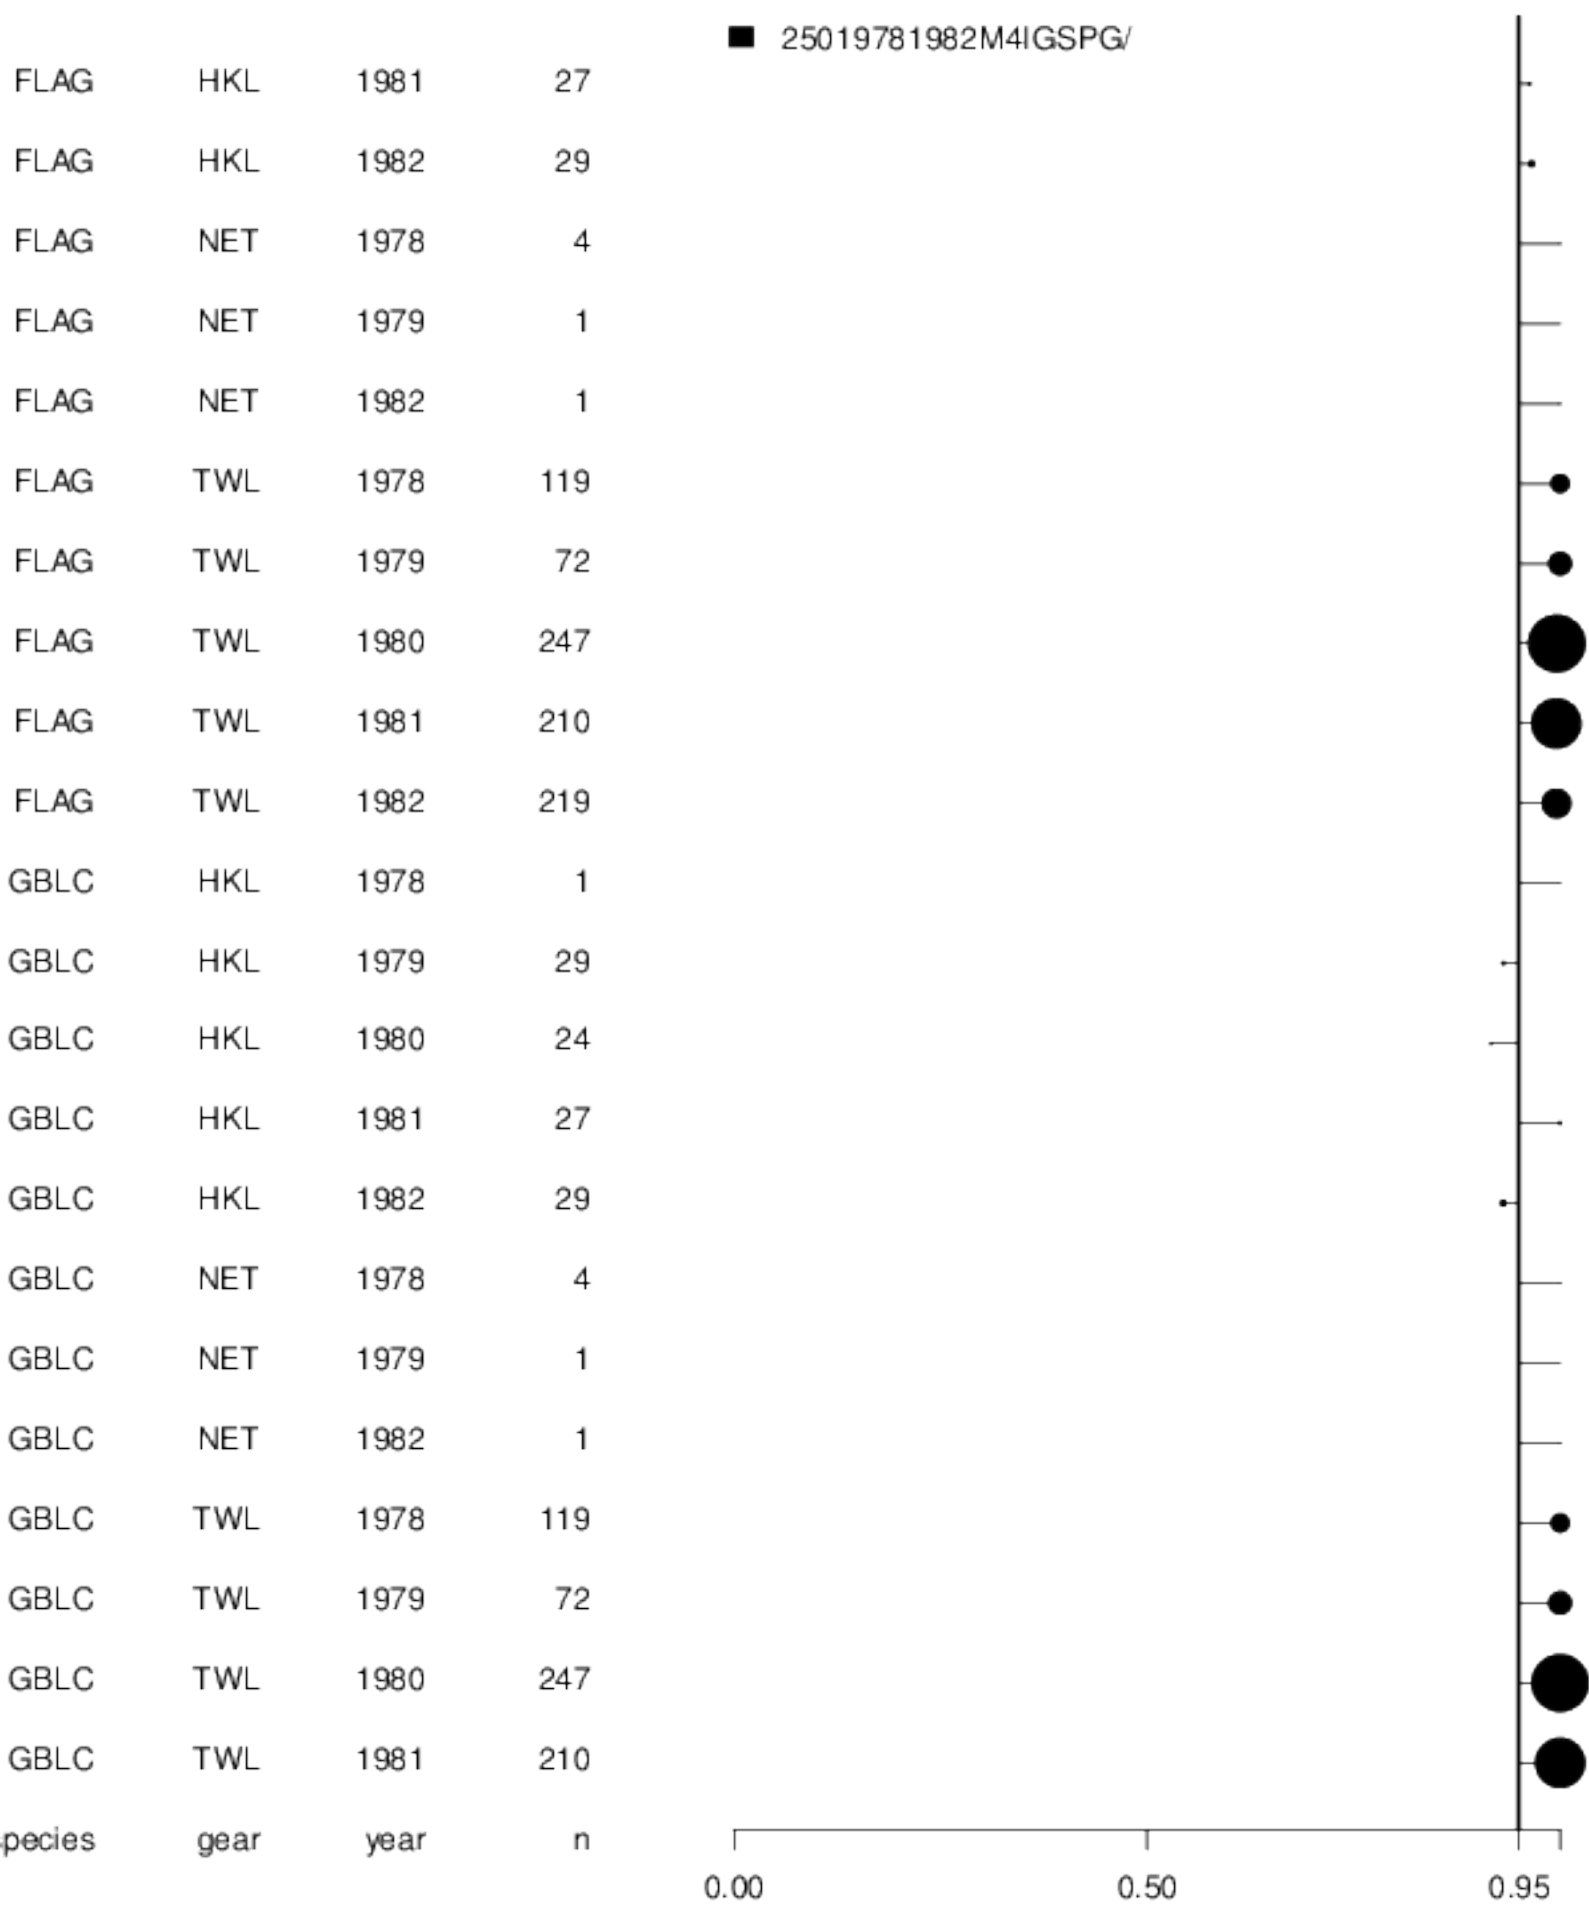 25019781982M4IGSPG/
FLAG HKL 1981 27
FLAG HKL 1982 29
FLAG NET 1978 4
FLAG NET 1979 1
FLAG NET 1982 1
FLAG TWL 1978 119
FLAG TWL 1979 72
FLAG TWL 1980 247
FLAG TWL 1981 210
FLAG TWL 1982 219
GBLC HKL 1978 1
GBLC HKL 1979 29
GBLC HKL 1980 24
GBLC HKL 1981 27
GBLC HKL 1982 29
GBLC NET 1978 4
GBLC NET 1979 1
GBLC NET 1982 1
GBLC TWL 1978 119
GBLC TWL 1979 72
GBLC TWL 1980 247
GBLC TWL 1981 210
pecies gear year n
0.00 0.50 0.95